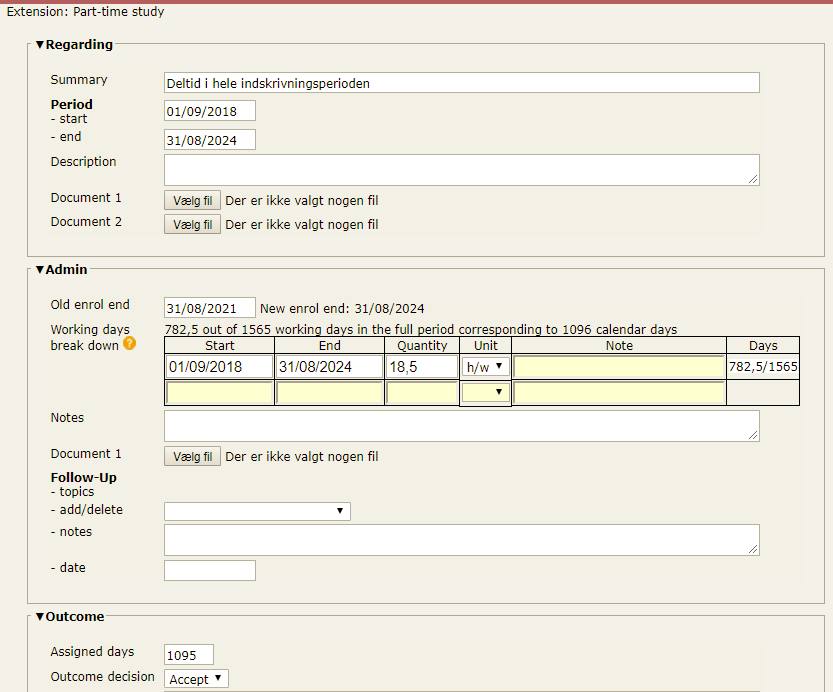 Extension: Part-time study
▼Regarding
Summary Deltid i hele indskrivningsperioden
Period
- start 01/09/2018
- end 31/08/2024
Description
Document 1 Vælg fil Der er ikke valgt nogen fil
Document 2 Vælg fil Der er ikke valgt nogen fil
▼Admin
Old enrol end 31/08/2021 New enrol end: 31/08/2024
Working days 782,5 out of 1565 working days in the full period corresponding to 1096 calendar days
break down ?
Start End Quantity Unit Note Days
01/09/2018 31/08/2024 18,5 h/w ▼ 782,5/1565
▼
Notes
Document 1 Vælg fil Der er ikke valgt nogen fil
Follow-Up
- topics
- add/delete ▼
- notes
- date
▼Outcome
Assigned days 1095
Outcome decision Accept ▼